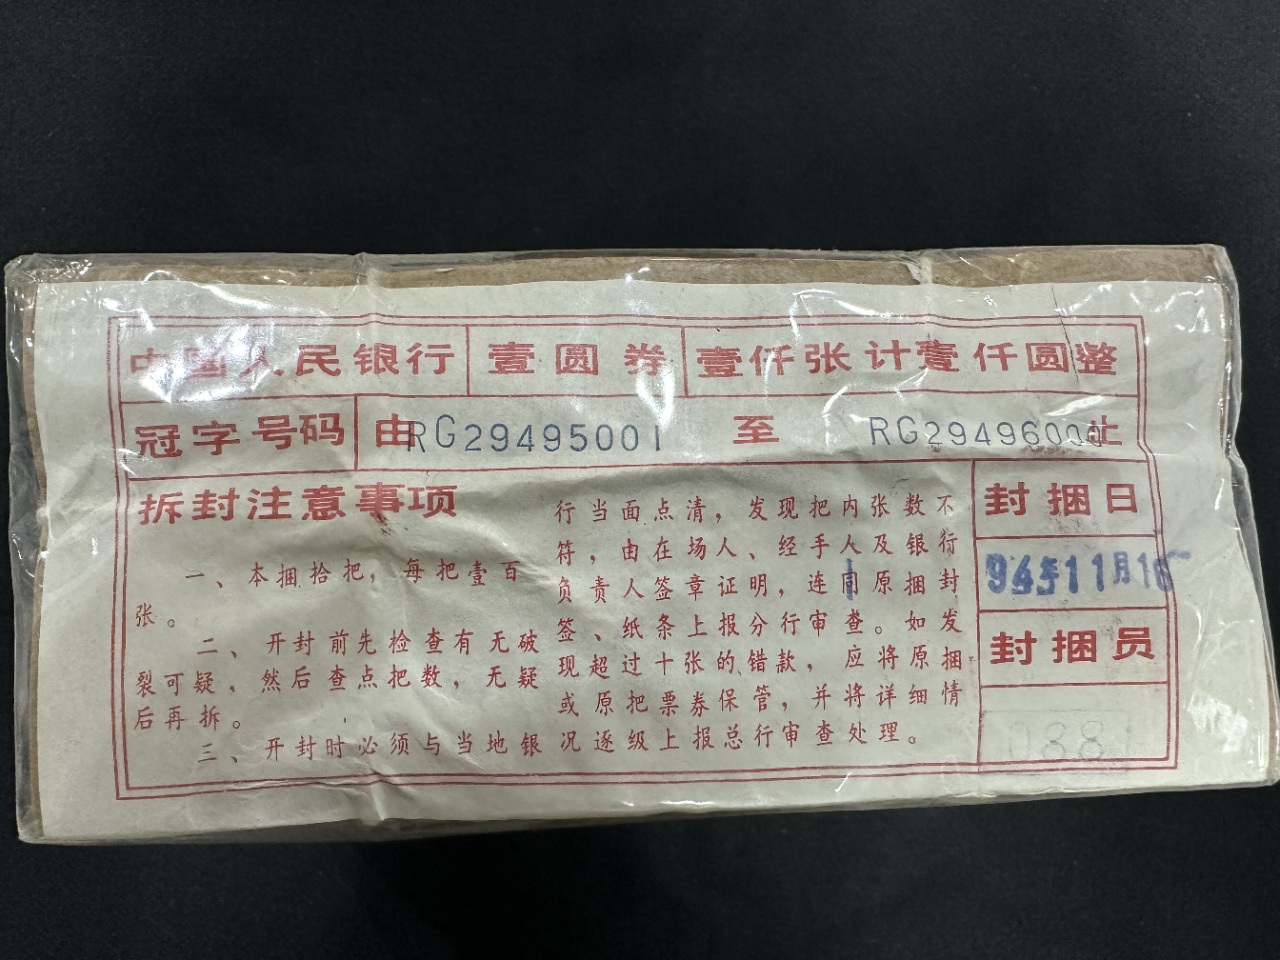 中国人民银行 壹圆券 壹仟张计壹仟圆整
冠字号码 由RG29495001 至 RG29496000止
拆封注意事项
一、本捆拾把，每把壹百
张。
二、开封前先检查有无破
裂可疑，然后查点把数，无疑
后再拆。
三、开封时必须与当地银
行当面点清，发现把内张数不
符，由在场人、经手人及银行
负责人签章证明，连同原捆封
签、纸条上报分行审查。如发
现超过十张的错款，应将原捆
或原把票券保管，并将详细情
况逐级上报总行审查处理。
封捆日
年11月16
封捆员
088